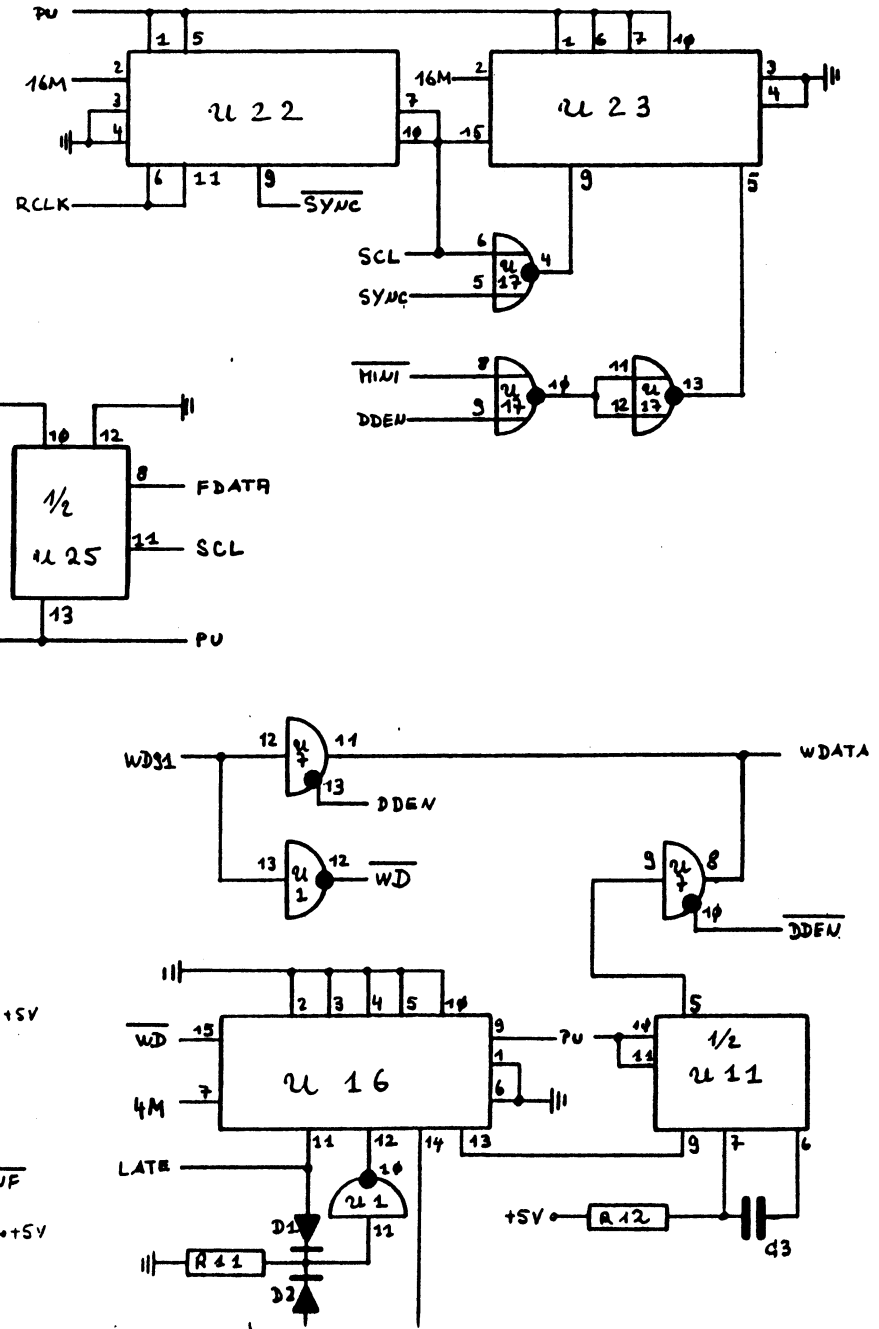 PU
1 5 1 6 7 10
16M 2 16M 2 3
3 U 22 7 U 23 4
4 10 15
6 11 9 9 5
RCLK SYNC
SCL 6 U 17 4
SYNC 5
MINI 8 U 17 10 11 U 17 13
DDEN 9 12
10 12
1/2 8 FDATA
U 25 11 SCL
13
PU
WD91 12 U 7 11 WDATA
13 DDEN
13 U 1 12 WD
9 U 7 8
10 DDEN
+5V
2 3 4 5 10 5
WD 15 9 PU 10 1/2
U 16 1 11 U 11
4M 7 6
11 12 14 13 9 7 6
LATE 10
U 1
11
+5V R12 C3
+5V
D1
R11
D2